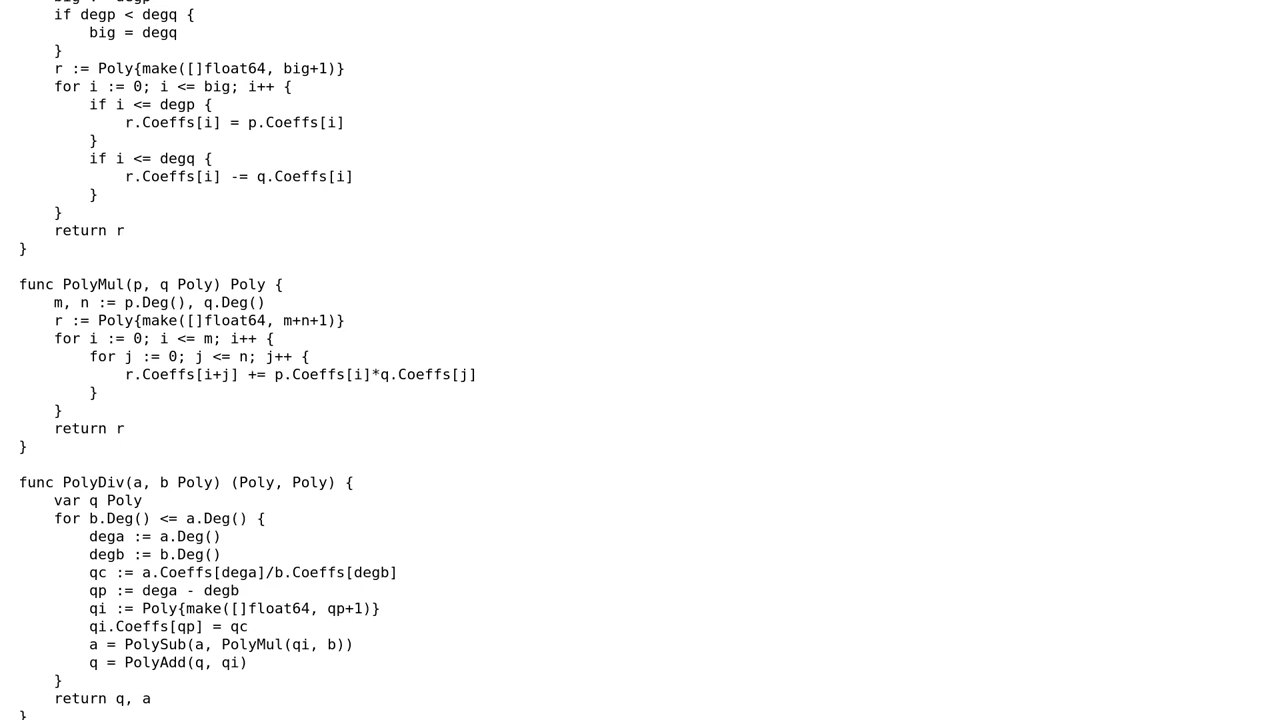 if degp < degq {
        big = degq
    }
    r := Poly{make([]float64, big+1)}
    for i := 0; i <= big; i++ {
        if i <= degp {
            r.Coeffs[i] = p.Coeffs[i]
        }
        if i <= degq {
            r.Coeffs[i] -= q.Coeffs[i]
        }
    }
    return r
}

func PolyMul(p, q Poly) Poly {
    m, n := p.Deg(), q.Deg()
    r := Poly{make([]float64, m+n+1)}
    for i := 0; i <= m; i++ {
        for j := 0; j <= n; j++ {
            r.Coeffs[i+j] += p.Coeffs[i]*q.Coeffs[j]
        }
    }
    return r
}

func PolyDiv(a, b Poly) (Poly, Poly) {
    var q Poly
    for b.Deg() <= a.Deg() {
        dega := a.Deg()
        degb := b.Deg()
        qc := a.Coeffs[dega]/b.Coeffs[degb]
        qp := dega - degb
        qi := Poly{make([]float64, qp+1)}
        qi.Coeffs[qp] = qc
        a = PolySub(a, PolyMul(qi, b))
        q = PolyAdd(q, qi)
    }
    return q, a
}